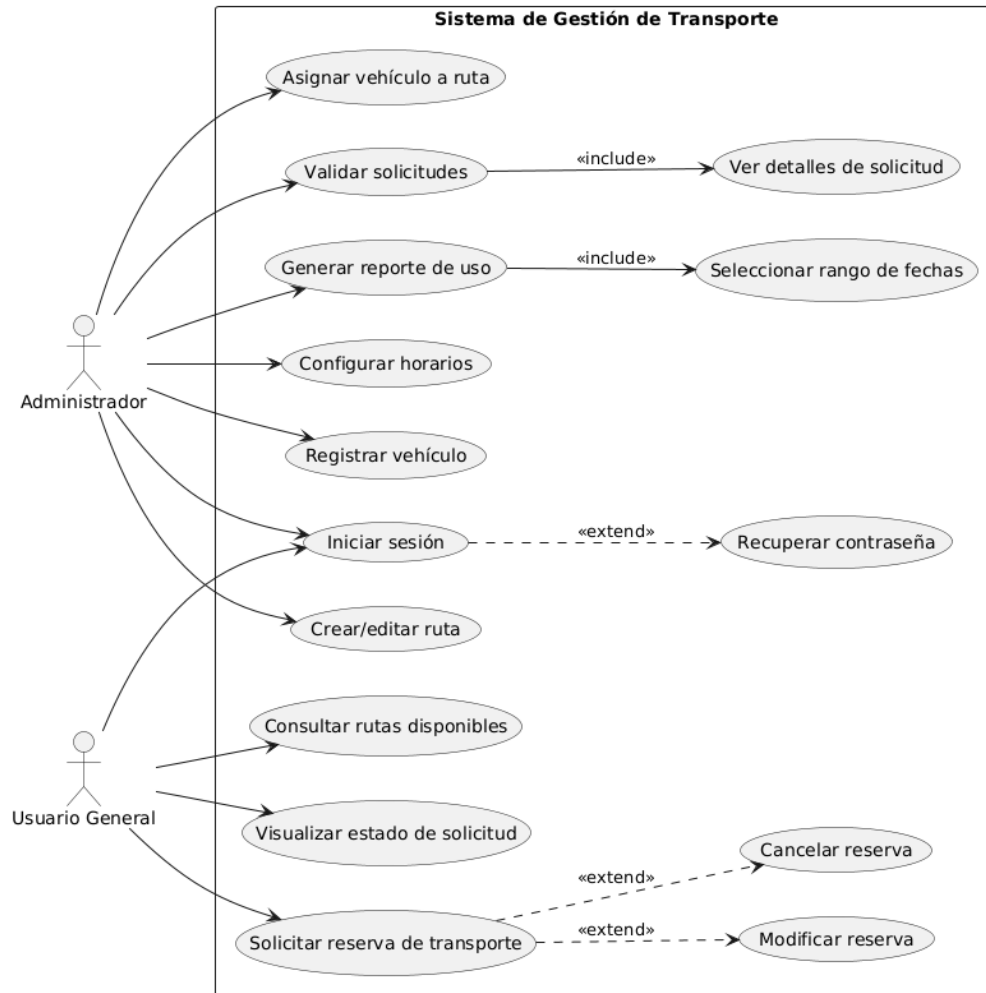 Sistema de Gestión de Transporte
Asignar vehículo a ruta
Validar solicitudes
«include»
Ver detalles de solicitud
Generar reporte de uso
«include»
Seleccionar rango de fechas
Configurar horarios
Administrador
Registrar vehículo
Iniciar sesión
«extend»
Recuperar contraseña
Crear/editar ruta
Consultar rutas disponibles
Usuario General
Visualizar estado de solicitud
Cancelar reserva
«extend»
Solicitar reserva de transporte
«extend»
Modificar reserva